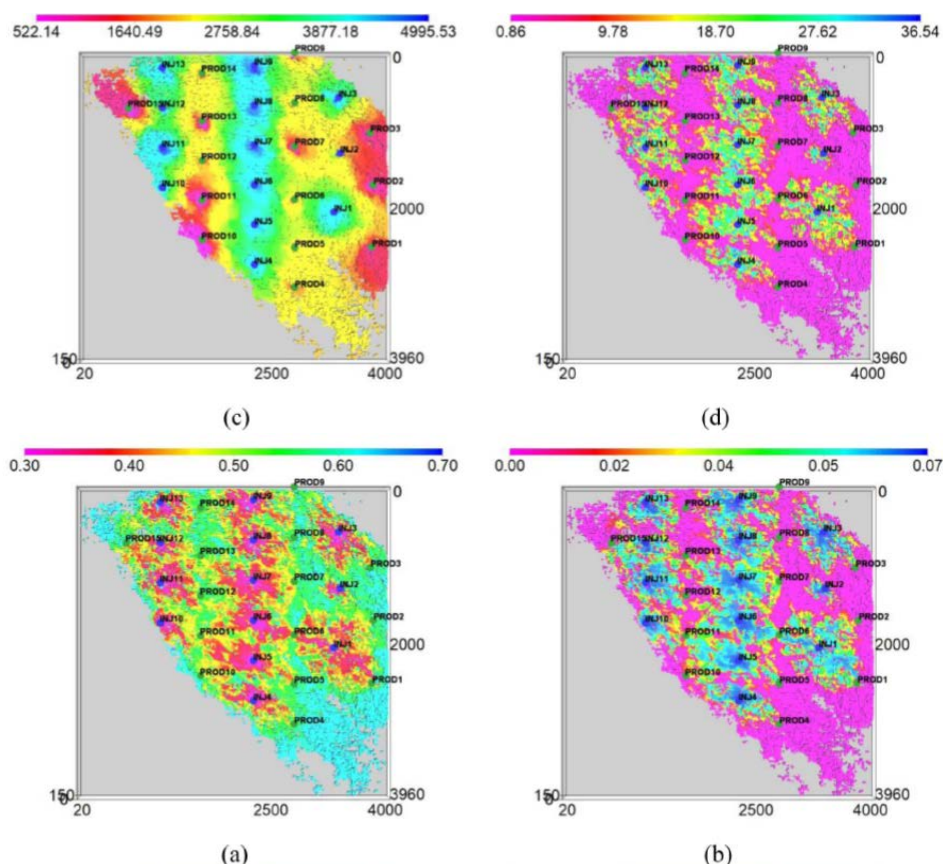 522.14 1640.49 2758.84 3877.18 4995.53
PROD9
INJ13 PROD14 INJ9
INJ3
PROD15 INJ12 INJ8 PROD8
PROD13 PROD3
INJ11 INJ7 PROD7
PROD12 INJ2
INJ10 INJ6 PROD2
PROD11 PROD6
INJ1
PROD10 INJ5
PROD5 PROD1
INJ4
PROD4
0
2000
3960
150
0
20 2500 4000
(c)
0.86 9.78 18.70 27.62 36.54
PROD9
INJ13 PROD14 INJ9
INJ3
PROD15 INJ12 INJ8 PROD8
PROD13 PROD3
INJ11 INJ7 PROD7
PROD12 INJ2
INJ10 INJ6 PROD2
PROD11 PROD6
INJ1
PROD10 INJ5
PROD5 PROD1
INJ4
PROD4
0
2000
3960
150
0
20 2500 4000
(d)
0.30 0.40 0.50 0.60 0.70
PROD9
INJ13 PROD14 INJ9
INJ3
PROD15 INJ12 INJ8 PROD8
PROD13 PROD3
INJ11 INJ7 PROD7
PROD12 INJ2
INJ10 INJ6 PROD2
PROD11 PROD6
INJ1
PROD10 INJ5
PROD5 PROD1
INJ4
PROD4
0
2000
3960
150
0
20 2500 4000
(a)
0.00 0.02 0.04 0.05 0.07
PROD9
INJ13 PROD14 INJ9
INJ3
PROD15 INJ12 INJ8 PROD8
PROD13 PROD3
INJ11 INJ7 PROD7
PROD12 INJ2
INJ10 INJ6 PROD2
PROD11 PROD6
INJ1
PROD10 INJ5
PROD5 PROD1
INJ4
PROD4
0
2000
3960
150
0
20 2500 4000
(b)